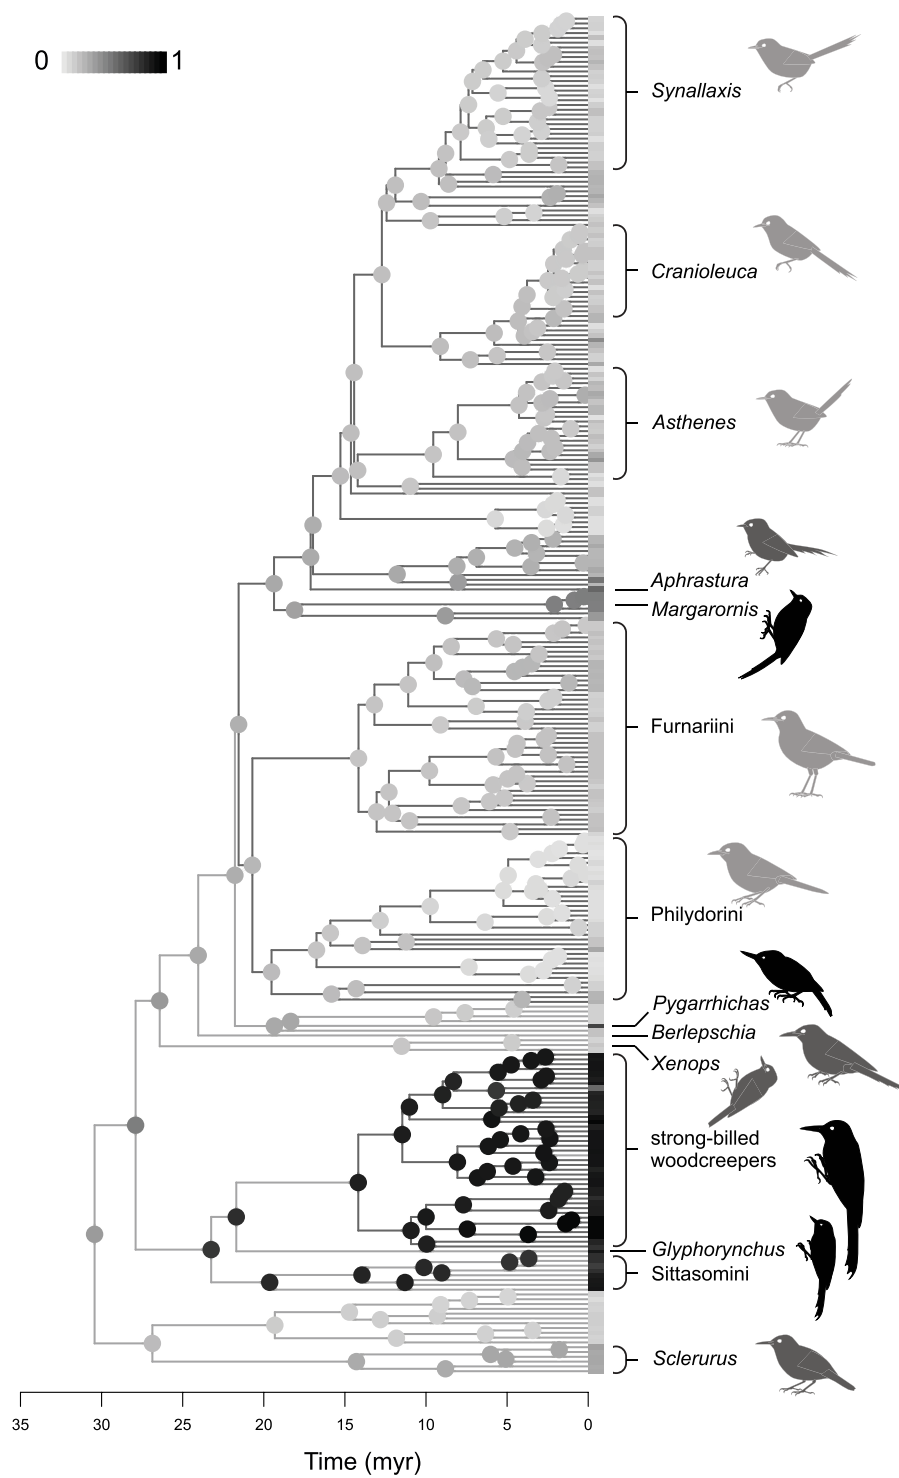 0 1
Synallaxis
Cranioleuca
Asthenes
Aphrastura
Margarornis
Furnariini
Philydorini
Pygarrhichas
Berlepschia
Xenops
strong-billed
woodcreepers
Glyphorynchus
Sittasomini
Sclerurus
35 30 25 20 15 10 5 0
Time (myr)